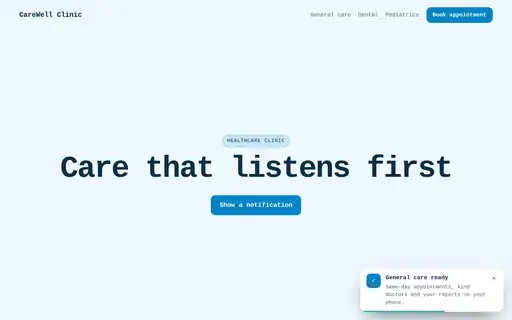 CareWell Clinic
General care Dental Pediatrics Book appointment
HEALTHCARE CLINIC
Care that listens first
Show a notification
✓ General care ready ×
Same-day appointments, kind
doctors and your reports on your
phone.